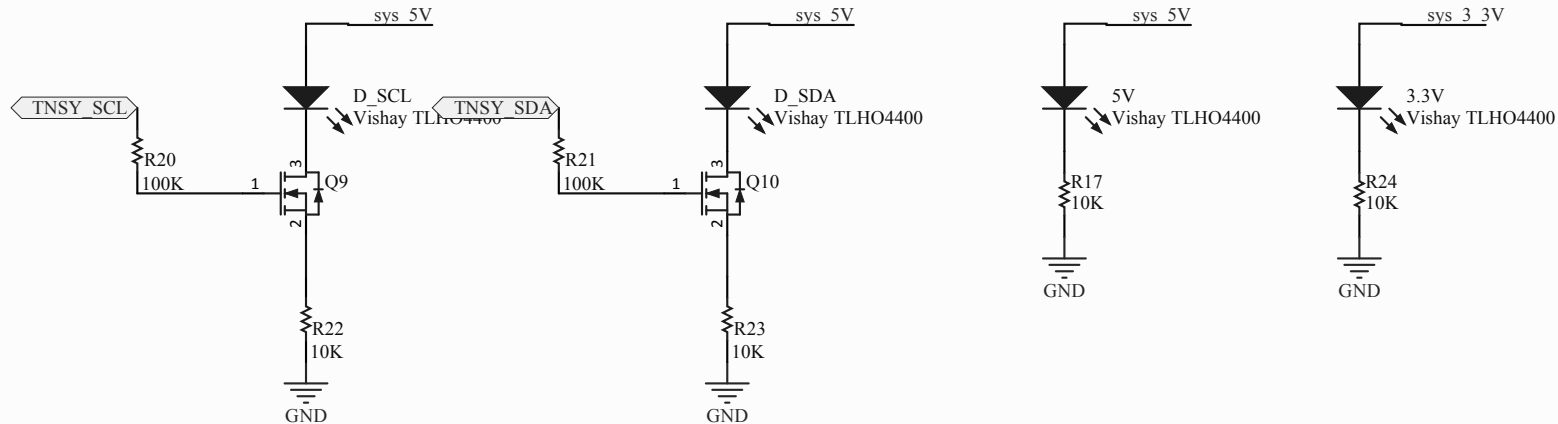 sys_5V
sys_5V
sys_5V
sys_3_3V
TNSY_SCL
D_SCL
Vishay TLHO4400
TNSY_SDA
D_SDA
Vishay TLHO4400
5V
Vishay TLHO4400
3.3V
Vishay TLHO4400
R20
100K
3
1
Q9
2
R21
100K
3
1
Q10
2
R17
10K
R24
10K
GND
GND
R22
10K
R23
10K
GND
GND